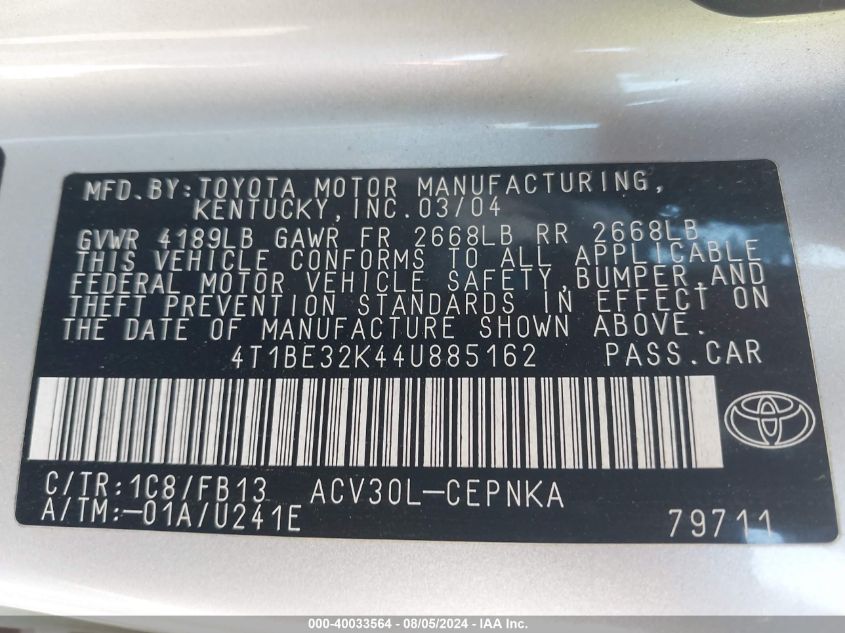 MFD. BY: TOYOTA MOTOR MANUFACTURING,
KENTUCKY, INC. 03/04
GVWR 4189LB GAWR FR 2668LB RR 2668LB
THIS VEHICLE CONFORMS TO ALL APPLICABLE
FEDERAL MOTOR VEHICLE SAFETY, BUMPER, AND
THEFT PREVENTION STANDARDS IN EFFECT ON
THE DATE OF MANUFACTURE SHOWN ABOVE.
4T1BE32K44U885162 PASS. CAR
C/TR: 1C8/FB13 ACV30L-CEPNKA
A/TM: -01A/U241E 79711
000-40033564 - 08/05/2024 - IAA Inc.